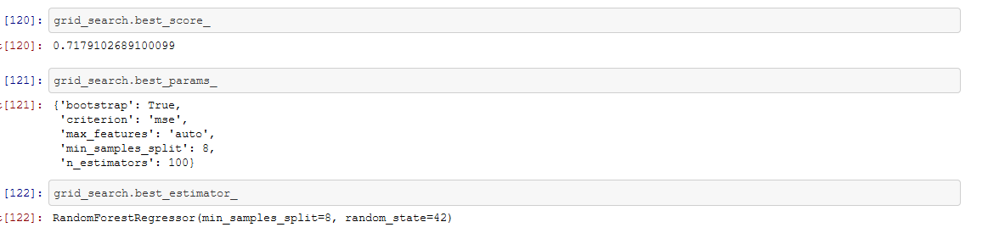 [120]: grid_search.best_score_
t[120]: 0.7179102689100099
[121]: grid_search.best_params_
t[121]: {'bootstrap': True,
'criterion': 'mse',
'max_features': 'auto',
'min_samples_split': 8,
'n_estimators': 100}
[122]: grid_search.best_estimator_
t[122]: RandomForestRegressor(min_samples_split=8, random_state=42)